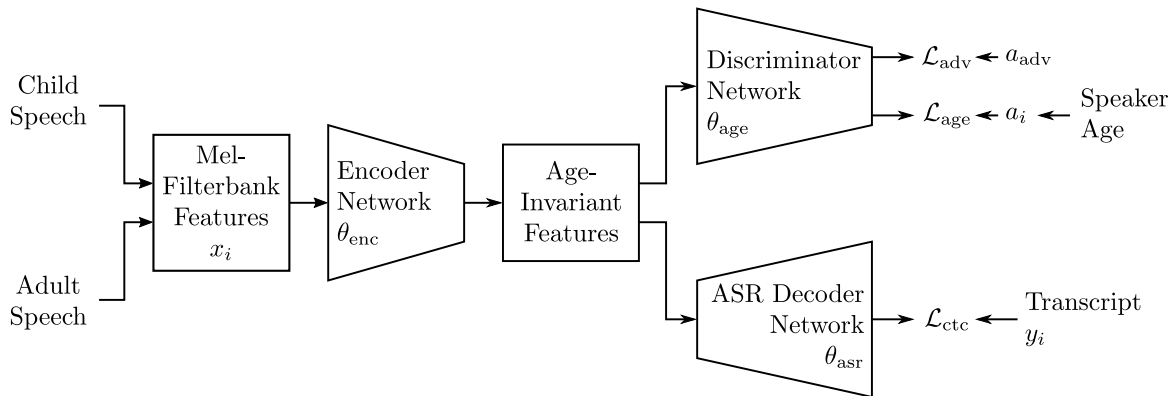 Child
Speech
Adult
Speech
Mel-
Filterbank
Features
x_i
Encoder
Network
θ_enc
Age-
Invariant
Features
Discriminator
Network
θ_age
ℒ_adv
a_adv
ℒ_age
a_i
Speaker
Age
ASR Decoder
Network
θ_asr
ℒ_ctc
Transcript
y_i